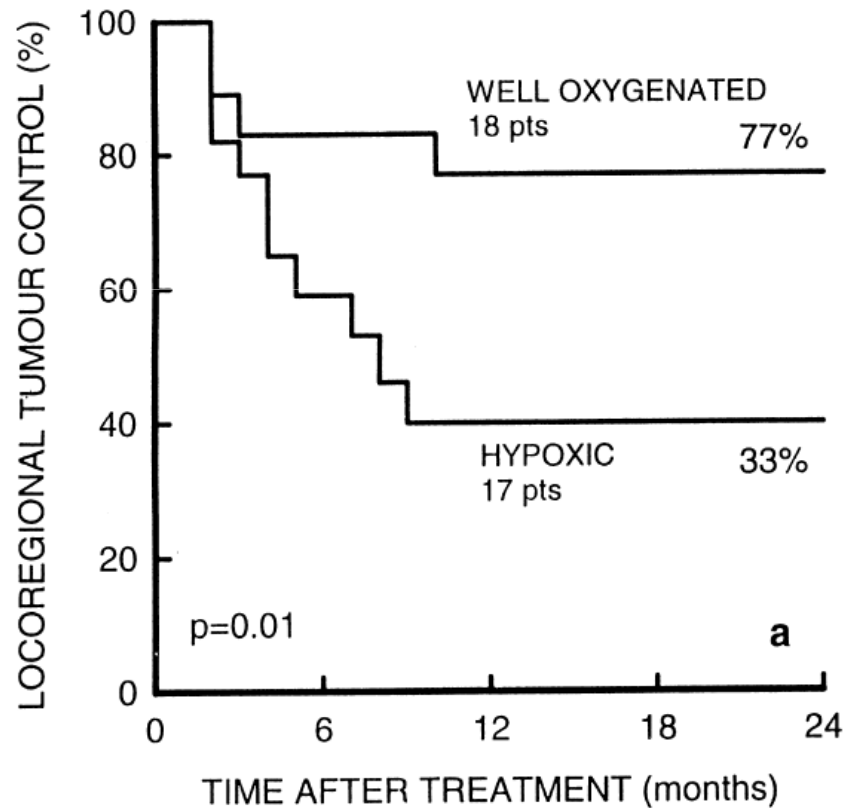 LOCOREGIONAL TUMOUR CONTROL (%)
100
80
60
40
20
0
WELL OXYGENATED
18 pts
77%
HYPOXIC
17 pts
33%
p=0.01
a
0 6 12 18 24
TIME AFTER TREATMENT (months)